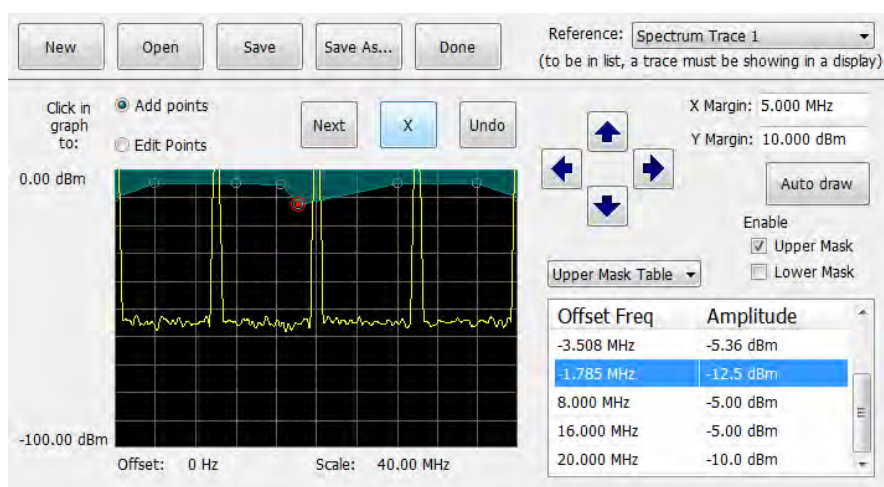 New Open Save Save As... Done
Reference: Spectrum Trace 1
(to be in list, a trace must be showing in a display)
Click in graph to:
Add points
Edit Points
Next X Undo
X Margin: 5.000 MHz
Y Margin: 10.000 dBm
Auto draw
Enable
Upper Mask
Lower Mask
0.00 dBm
-100.00 dBm
Offset: 0 Hz Scale: 40.00 MHz
Upper Mask Table
Offset Freq Amplitude
-3.508 MHz -5.36 dBm
-1.785 MHz -12.5 dBm
8.000 MHz -5.00 dBm
16.000 MHz -5.00 dBm
20.000 MHz -10.0 dBm